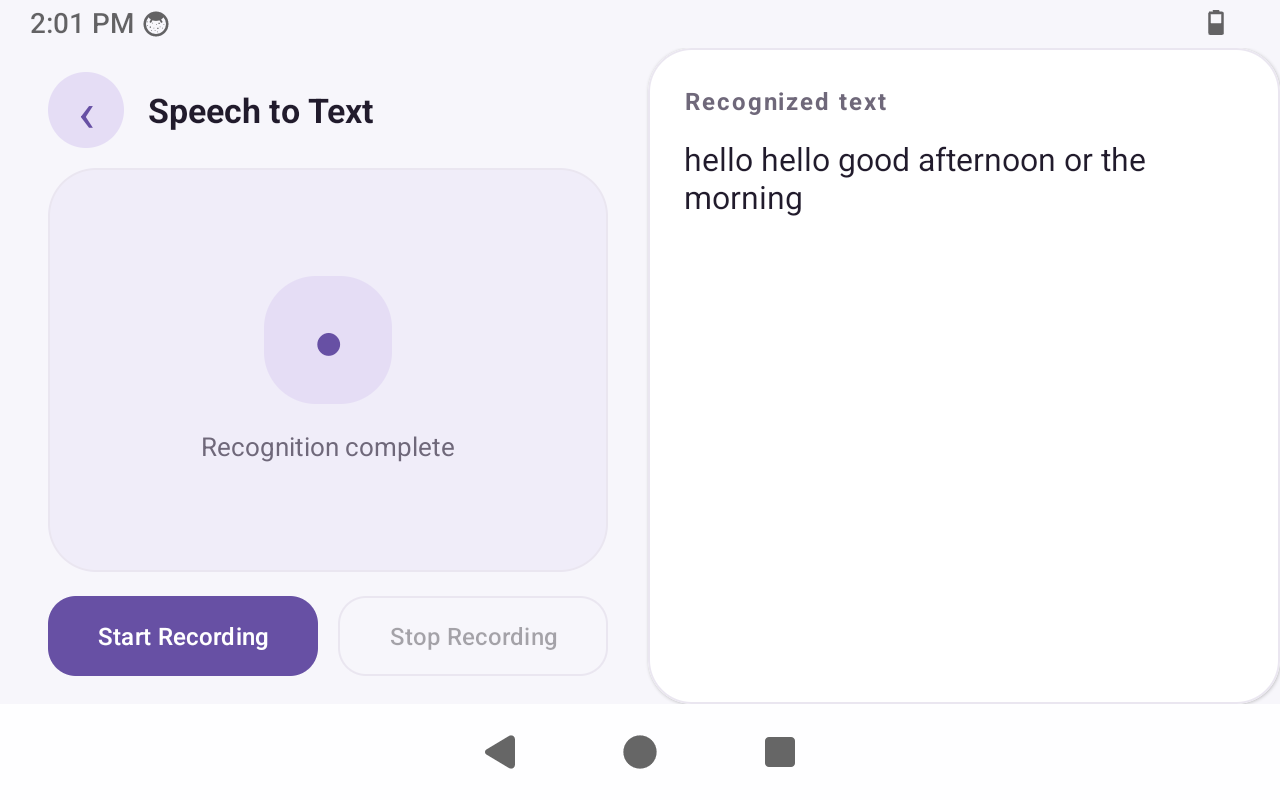 2:01 PM
Speech to Text
Recognition complete
Start Recording
Stop Recording
Recognized text
hello hello good afternoon or the
morning